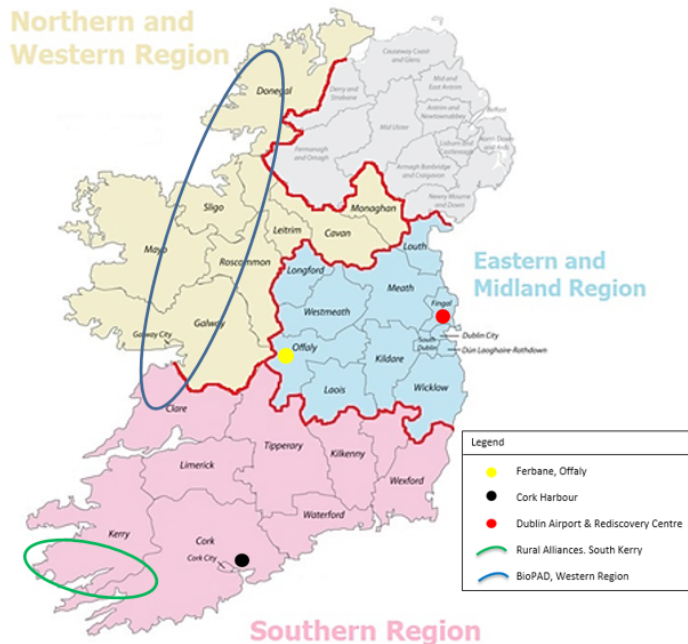 Northern and
Western Region
Donegal
Causeway Coast
and Glens
Derry and
Strabane
Mid and
East Antrim
Antrim and
Newtownabbey
Belfast
Mid Ulster
Lisburn and
Castlereagh
North Down
and Ards
Fermanagh and Omagh
Armagh Banbridge
and Craigavon
Newry Mourne
and Down
Sligo
Monaghan
Leitrim
Cavan
Mayo
Roscommon
Louth
Longford
Meath
Eastern and
Midland Region
Westmeath
Fingal
Galway
Galway City
Dublin City
South
Dublin
Dún Laoghaire-Rathdown
Offaly
Kildare
Laois
Wicklow
Clare
Tipperary
Kilkenny
Limerick
Wexford
Waterford
Kerry
Cork
Cork City
Legend
Ferbane, Offaly
Cork Harbour
Dublin Airport & Rediscovery Centre
Rural Alliances. South Kerry
BioPAD, Western Region
Southern Region